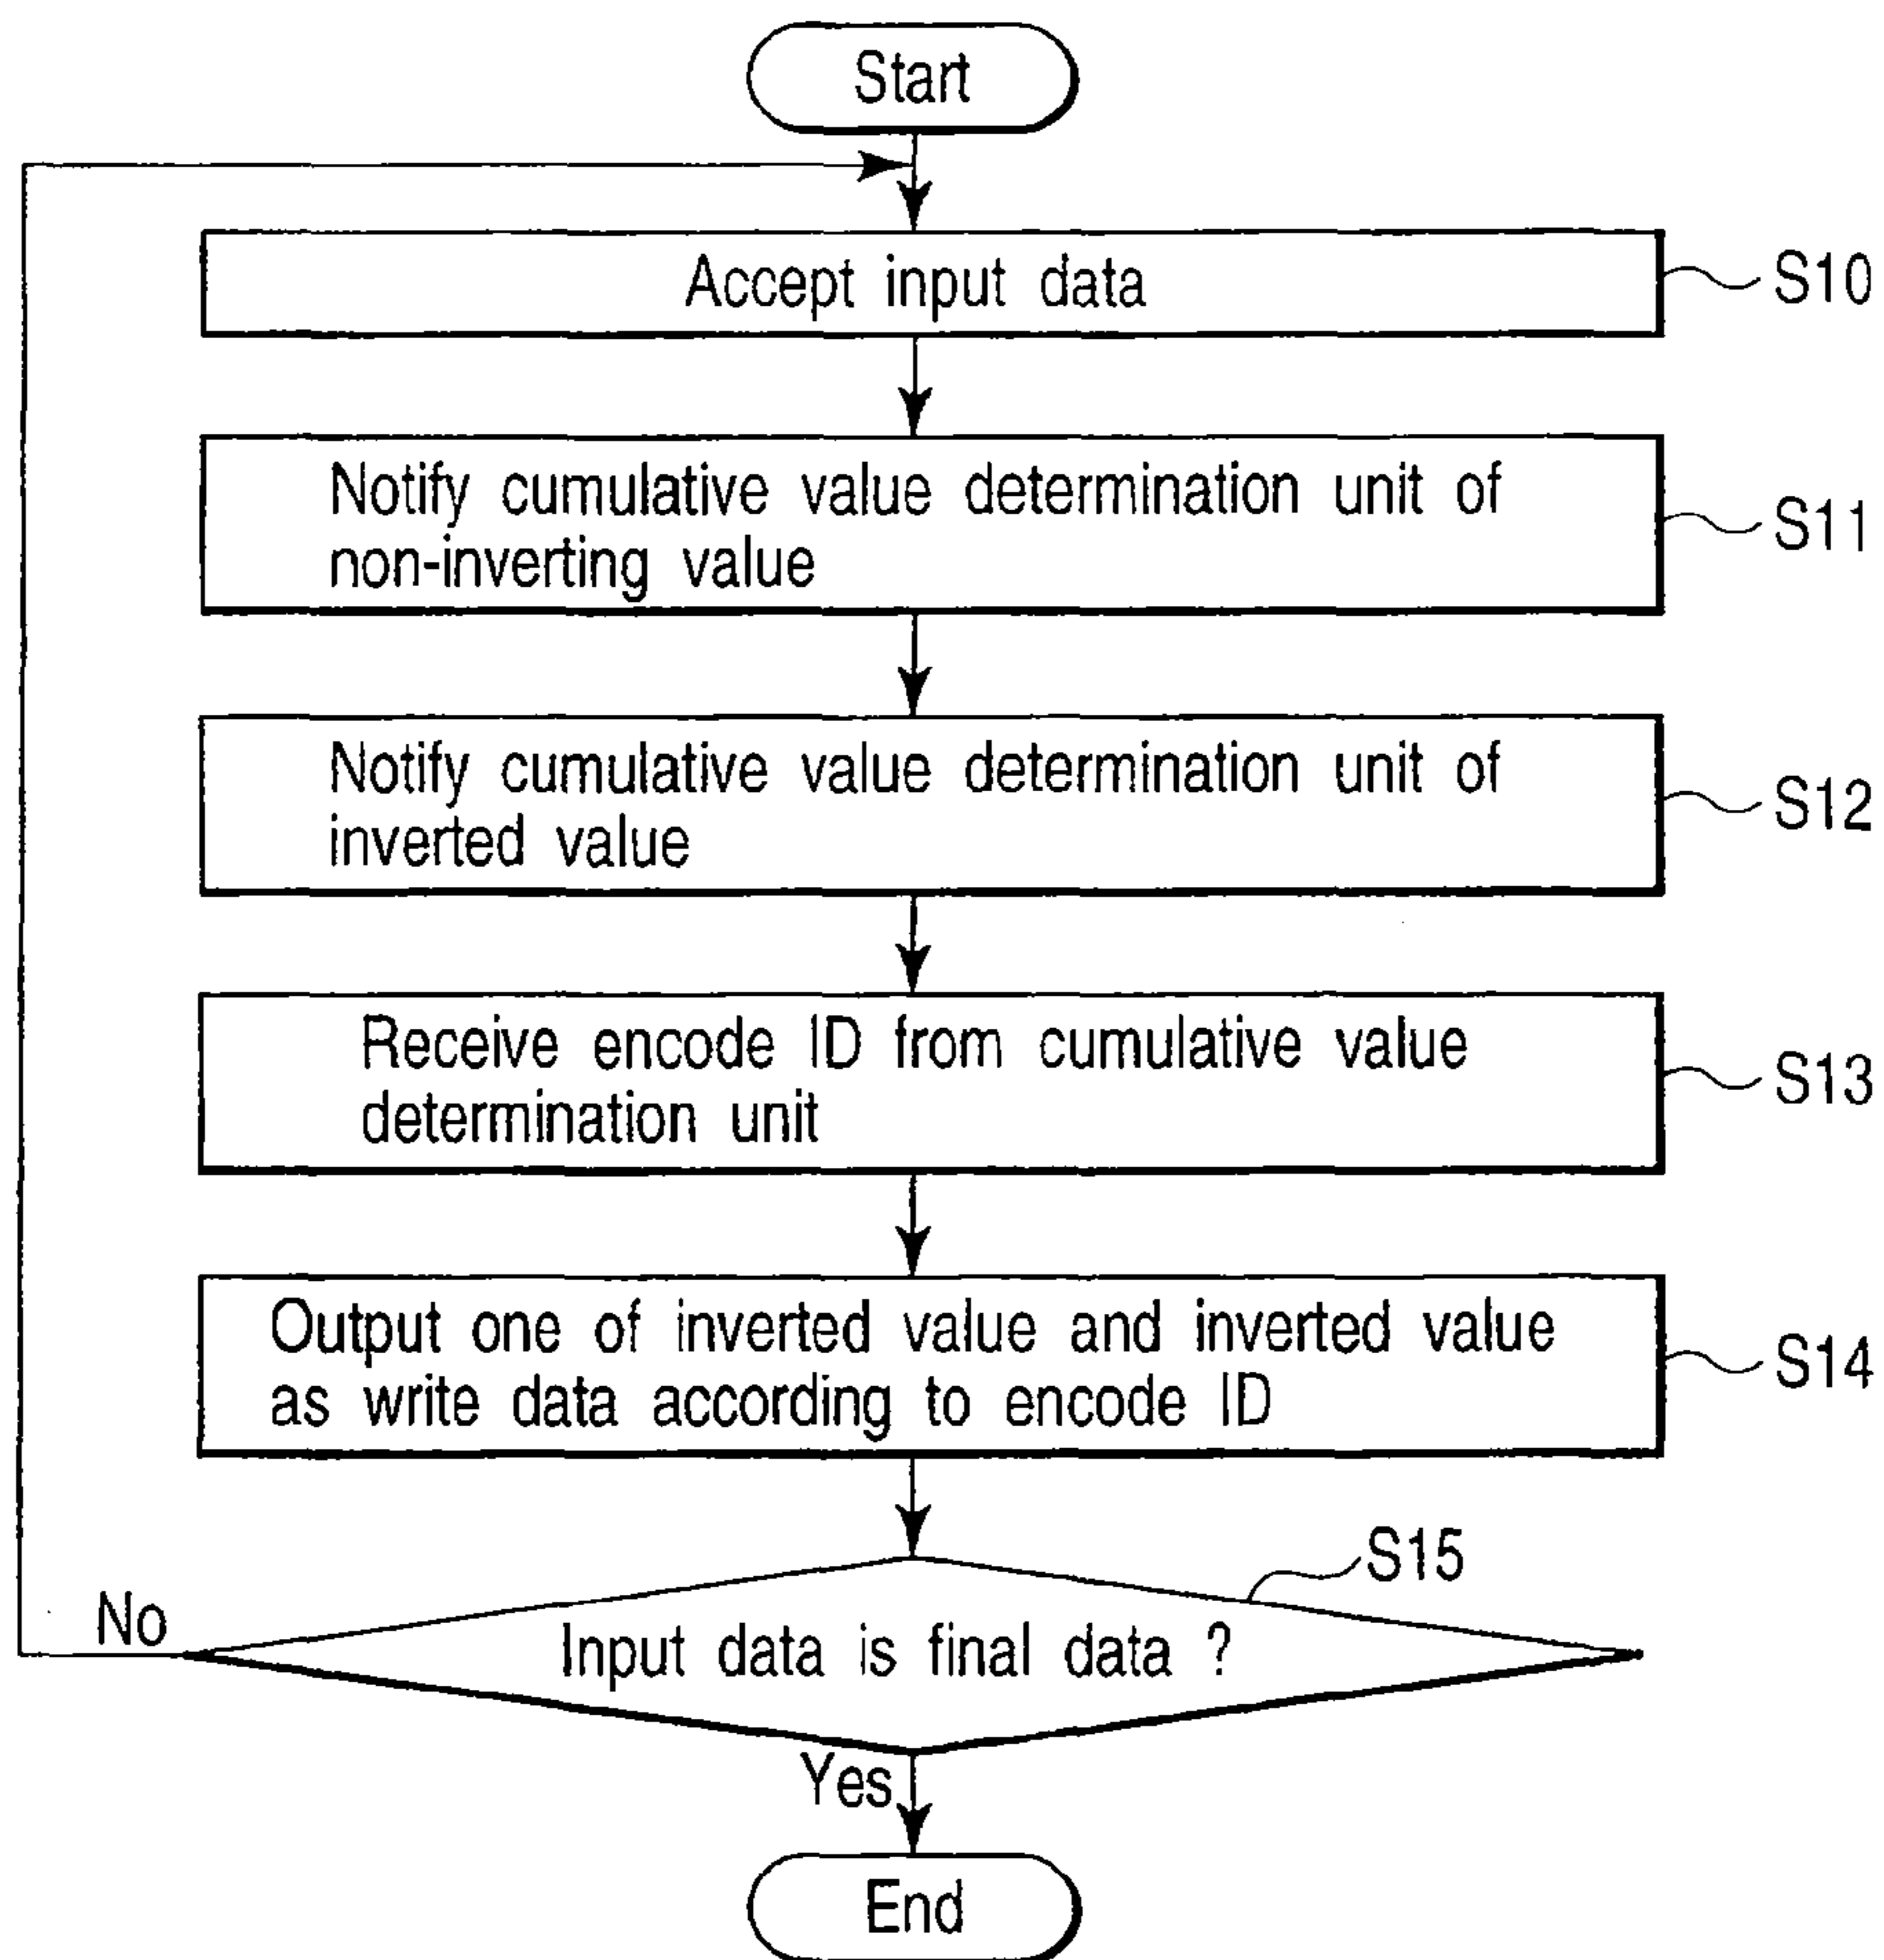 Start
Accept input data
S10
Notify cumulative value determination unit of
non-inverting value
S11
Notify cumulative value determination unit of
inverted value
S12
Receive encode ID from cumulative value
determination unit
S13
Output one of inverted value and inverted value
as write data according to encode ID
S14
S15
No
Input data is final data ?
Yes
End